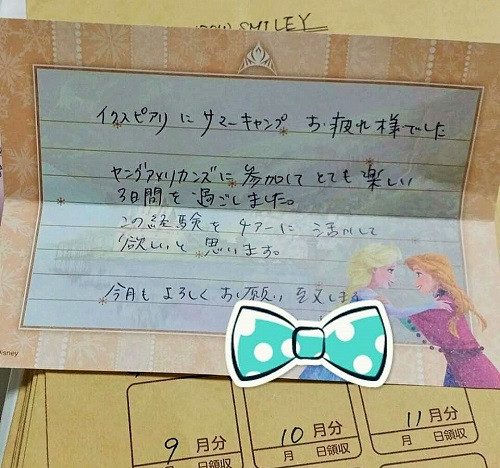 SMILEY
イクスピアリ に サマーキャンプ お疲れ様でした
ヤングアメリカンズに 参加して とても 楽しい
3日間を 過ごしました。
この経験を チアーに 活かして
欲しいと 思います。
今月も よろしく お願い 致します
Disney
9 月分 10 月分 11 月分
月 日領収 月 日領収 月 日領収